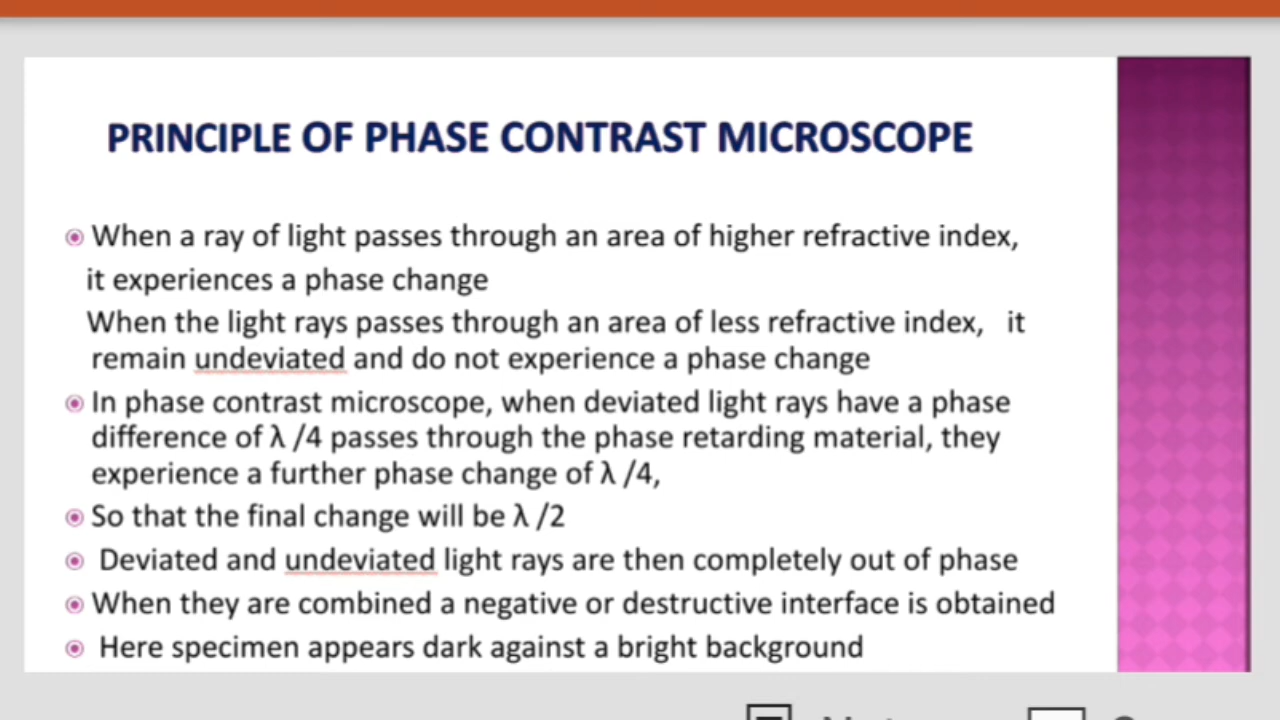 PRINCIPLE OF PHASE CONTRAST MICROSCOPE
When a ray of light passes through an area of higher refractive index,
it experiences a phase change
When the light rays passes through an area of less refractive index, it
remain undeviated and do not experience a phase change
In phase contrast microscope, when deviated light rays have a phase
difference of λ /4 passes through the phase retarding material, they
experience a further phase change of λ /4,
So that the final change will be λ /2
Deviated and undeviated light rays are then completely out of phase
When they are combined a negative or destructive interface is obtained
Here specimen appears dark against a bright background